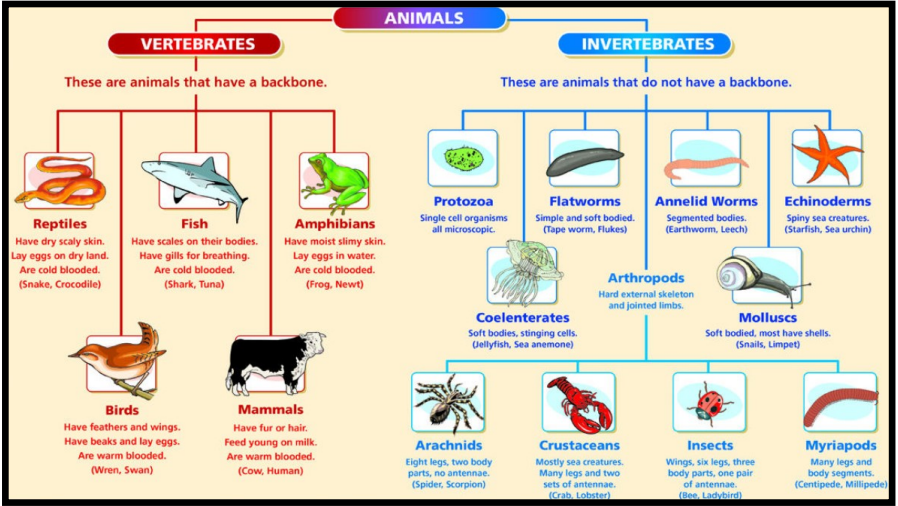 ANIMALS
VERTEBRATES
INVERTEBRATES
These are animals that have a backbone.
These are animals that do not have a backbone.
Reptiles
Have dry scaly skin.
Lay eggs on dry land.
Are cold blooded.
(Snake, Crocodile)
Fish
Have scales on their bodies.
Have gills for breathing.
Are cold blooded.
(Shark, Tuna)
Amphibians
Have moist slimy skin.
Lay eggs in water.
Are cold blooded.
(Frog, Newt)
Birds
Have feathers and wings.
Have beaks and lay eggs.
Are warm blooded.
(Wren, Swan)
Mammals
Have fur or hair.
Feed young on milk.
Are warm blooded.
(Cow, Human)
Protozoa
Single cell organisms
all microscopic.
Flatworms
Simple and soft bodied.
(Tape worm, Flukes)
Annelid Worms
Segmented bodies.
(Earthworm, Leech)
Echinoderms
Spiny sea creatures.
(Starfish, Sea urchin)
Coelenterates
Soft bodies, stinging cells.
(Jellyfish, Sea anemone)
Arthropods
Hard external skeleton
and jointed limbs.
Molluscs
Soft bodied, most have shells.
(Snails, Limpet)
Arachnids
Eight legs, two body
parts, no antennae.
(Spider, Scorpion)
Crustaceans
Mostly sea creatures.
Many legs and two
sets of antennae.
(Crab, Lobster)
Insects
Wings, six legs, three
body parts, one pair
of antennae.
(Bee, Ladybird)
Myriapods
Many legs and
body segments.
(Centipede, Millipede)